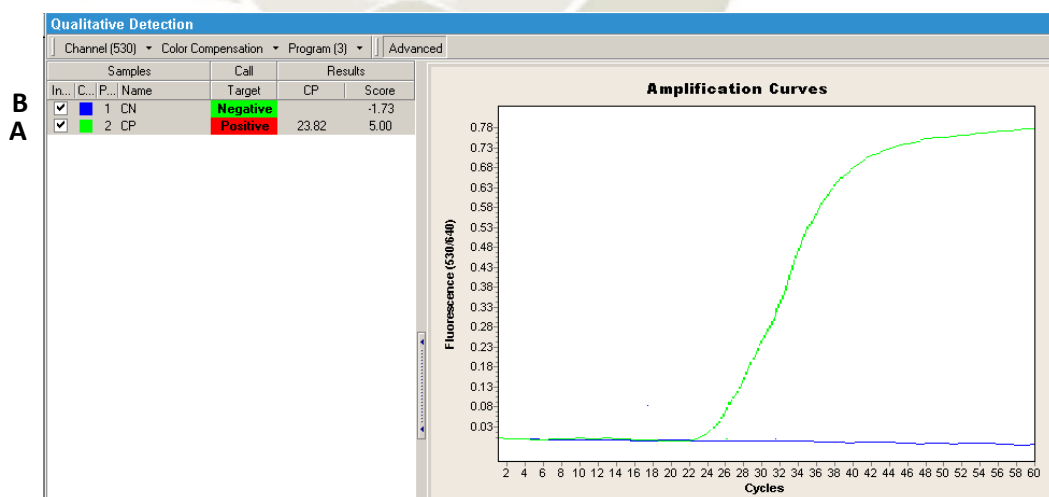 Qualitative Detection
Channel (530) Color Compensation Program (3) Advanced
Samples Call Results
In... C... P... Name Target CP Score
B 1 CN Negative -1.73
A 2 CP Positive 23.82 5.00
Amplification Curves
0.78
0.73
0.68
0.63
0.58
0.53
0.48
0.43
0.38
0.33
0.28
0.23
0.18
0.13
0.08
0.03
Fluorescence (530/640)
2 4 6 8 10 12 14 16 18 20 22 24 26 28 30 32 34 36 38 40 42 44 46 48 50 52 54 56 58 60
Cycles